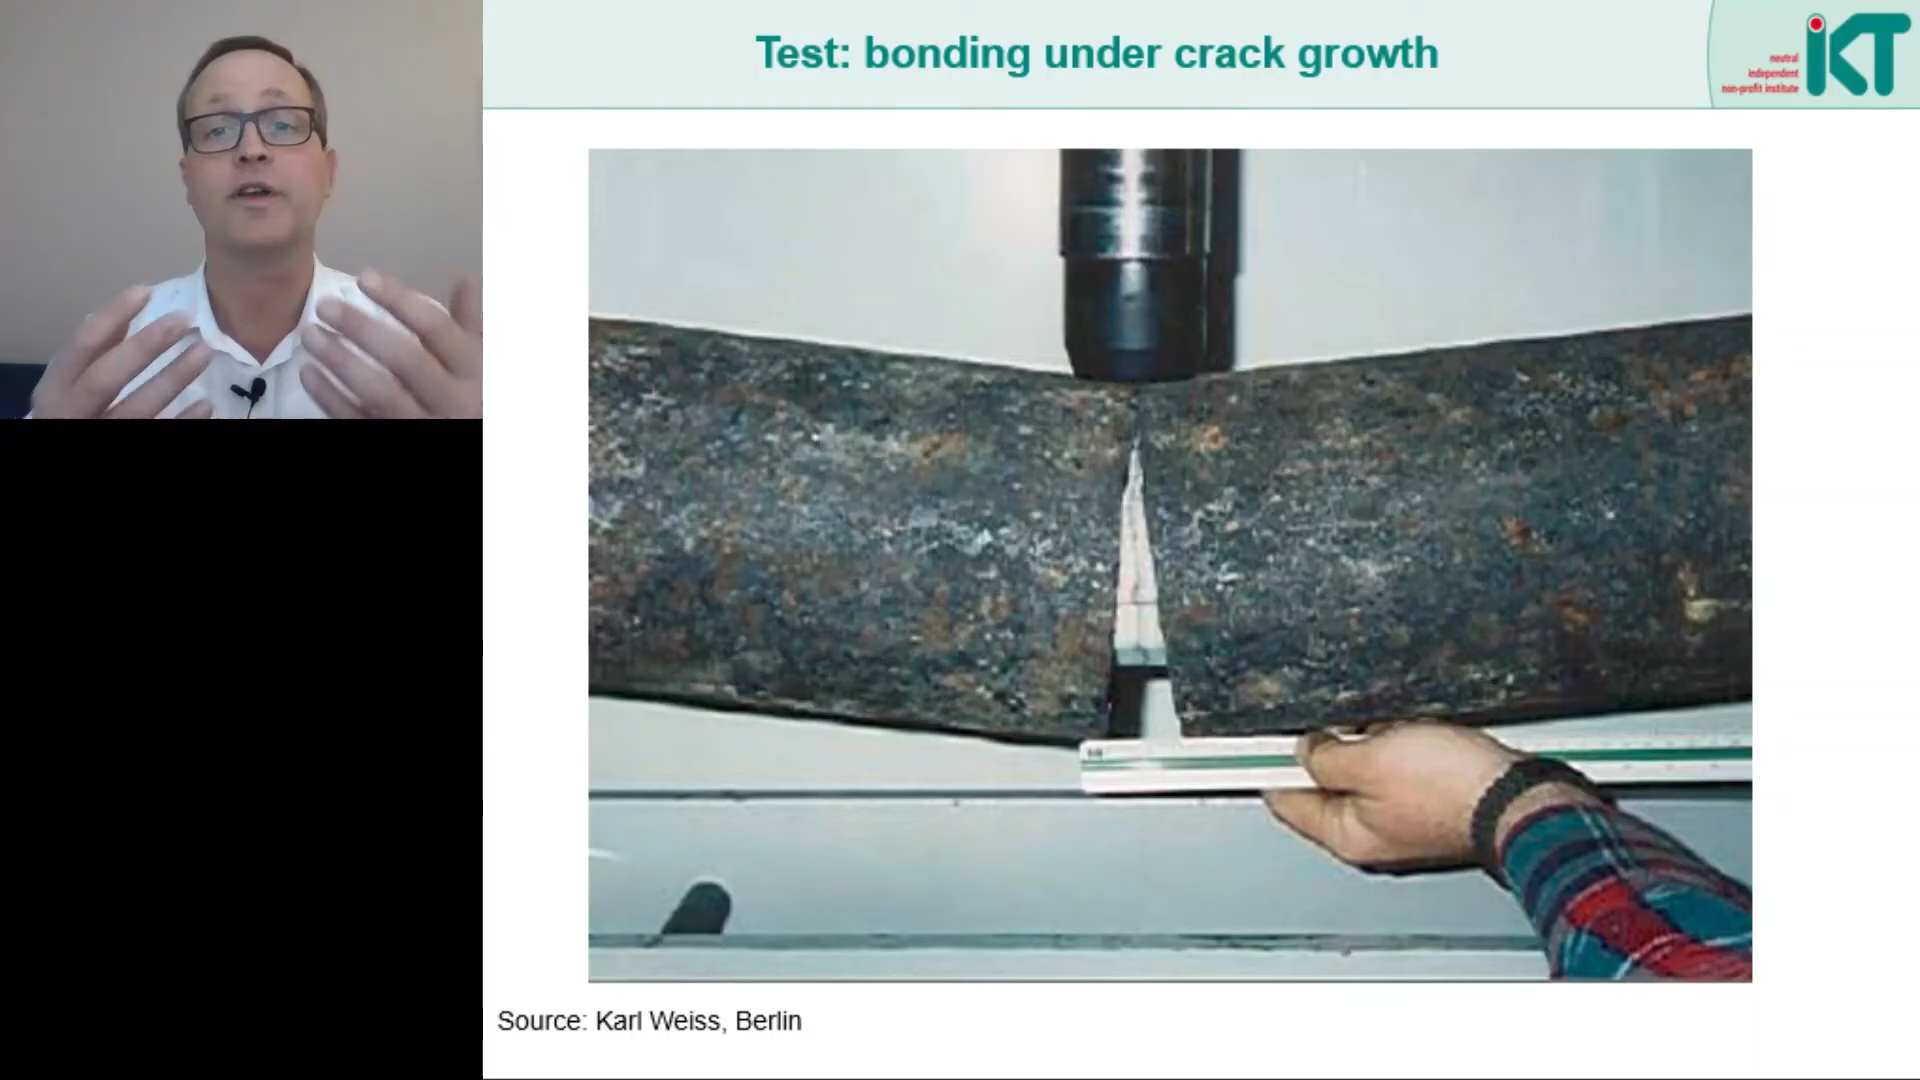 Test: bonding under crack growth
neutral
independent
non-profit institute
iKT
Source: Karl Weiss, Berlin